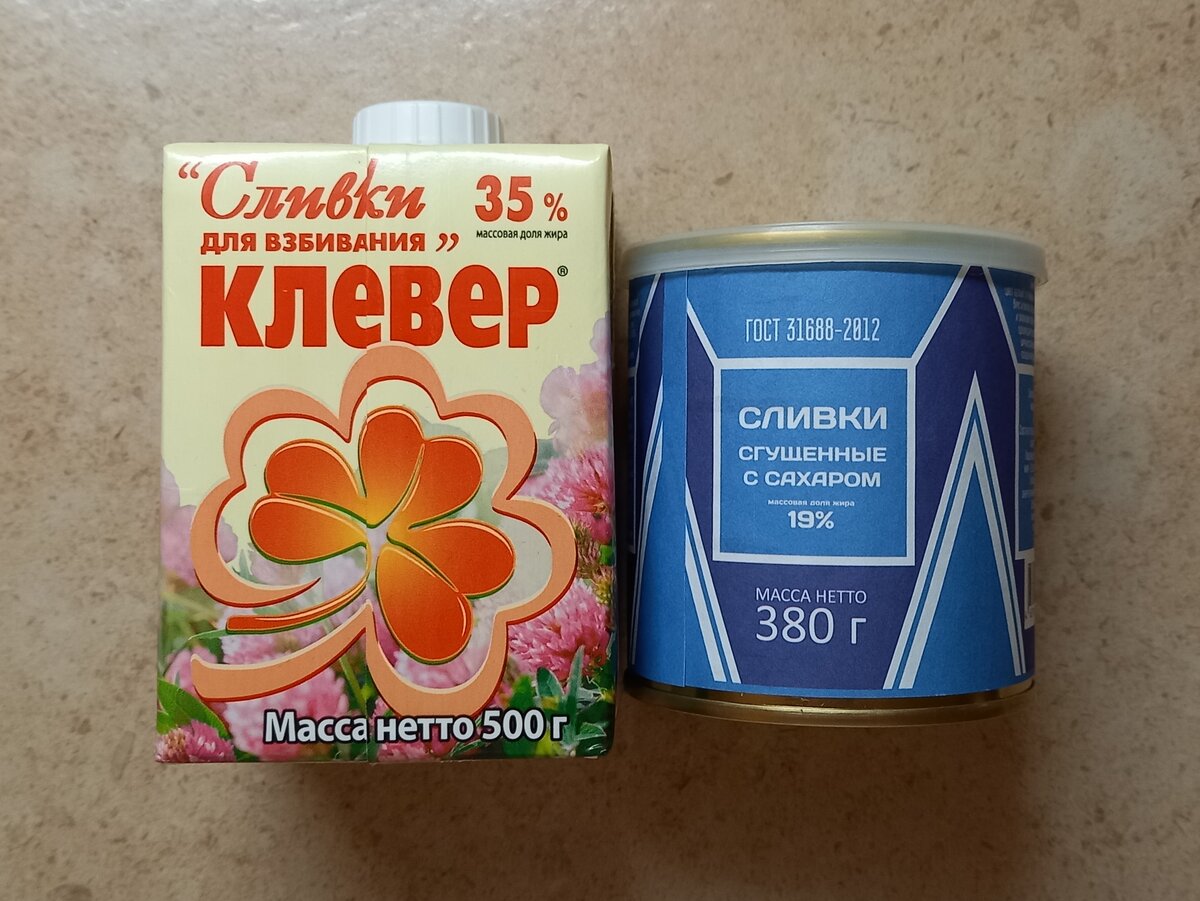 “Сливки
для взбивания”
35 %
массовая доля жира
клевер®
Масса нетто 500 г
ГОСТ 31688-2012
СЛИВКИ
СГУЩЕННЫЕ
С САХАРОМ
массовая доля жира
19%
МАССА НЕТТО
380 г